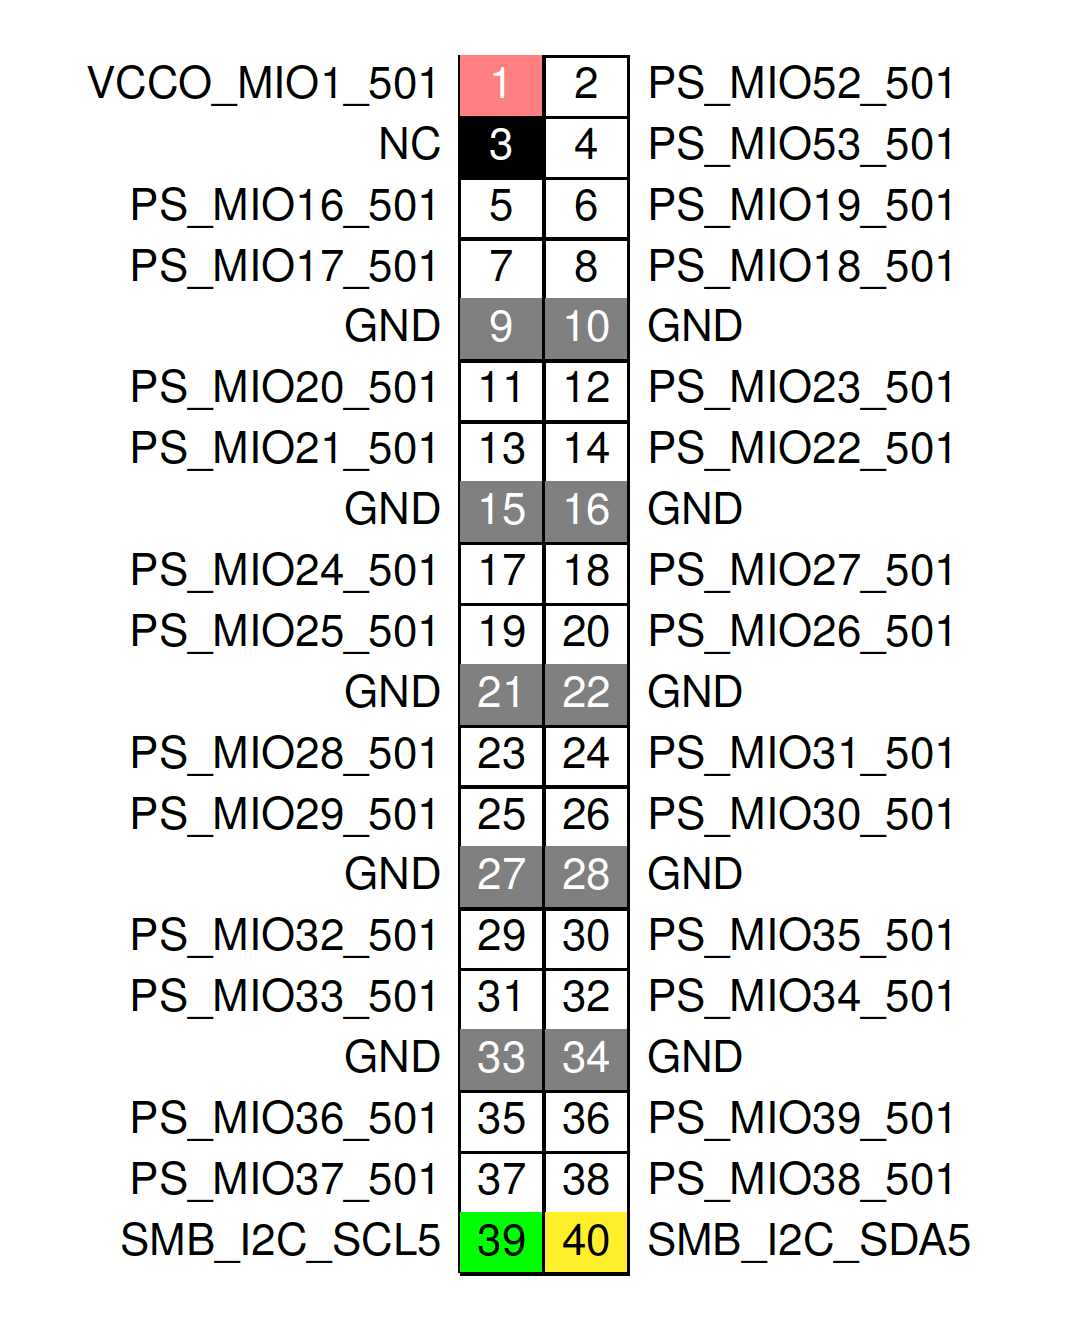 VCCO_MIO1_501 1 2 PS_MIO52_501
NC 3 4 PS_MIO53_501
PS_MIO16_501 5 6 PS_MIO19_501
PS_MIO17_501 7 8 PS_MIO18_501
GND 9 10 GND
PS_MIO20_501 11 12 PS_MIO23_501
PS_MIO21_501 13 14 PS_MIO22_501
GND 15 16 GND
PS_MIO24_501 17 18 PS_MIO27_501
PS_MIO25_501 19 20 PS_MIO26_501
GND 21 22 GND
PS_MIO28_501 23 24 PS_MIO31_501
PS_MIO29_501 25 26 PS_MIO30_501
GND 27 28 GND
PS_MIO32_501 29 30 PS_MIO35_501
PS_MIO33_501 31 32 PS_MIO34_501
GND 33 34 GND
PS_MIO36_501 35 36 PS_MIO39_501
PS_MIO37_501 37 38 PS_MIO38_501
SMB_I2C_SCL5 39 40 SMB_I2C_SDA5